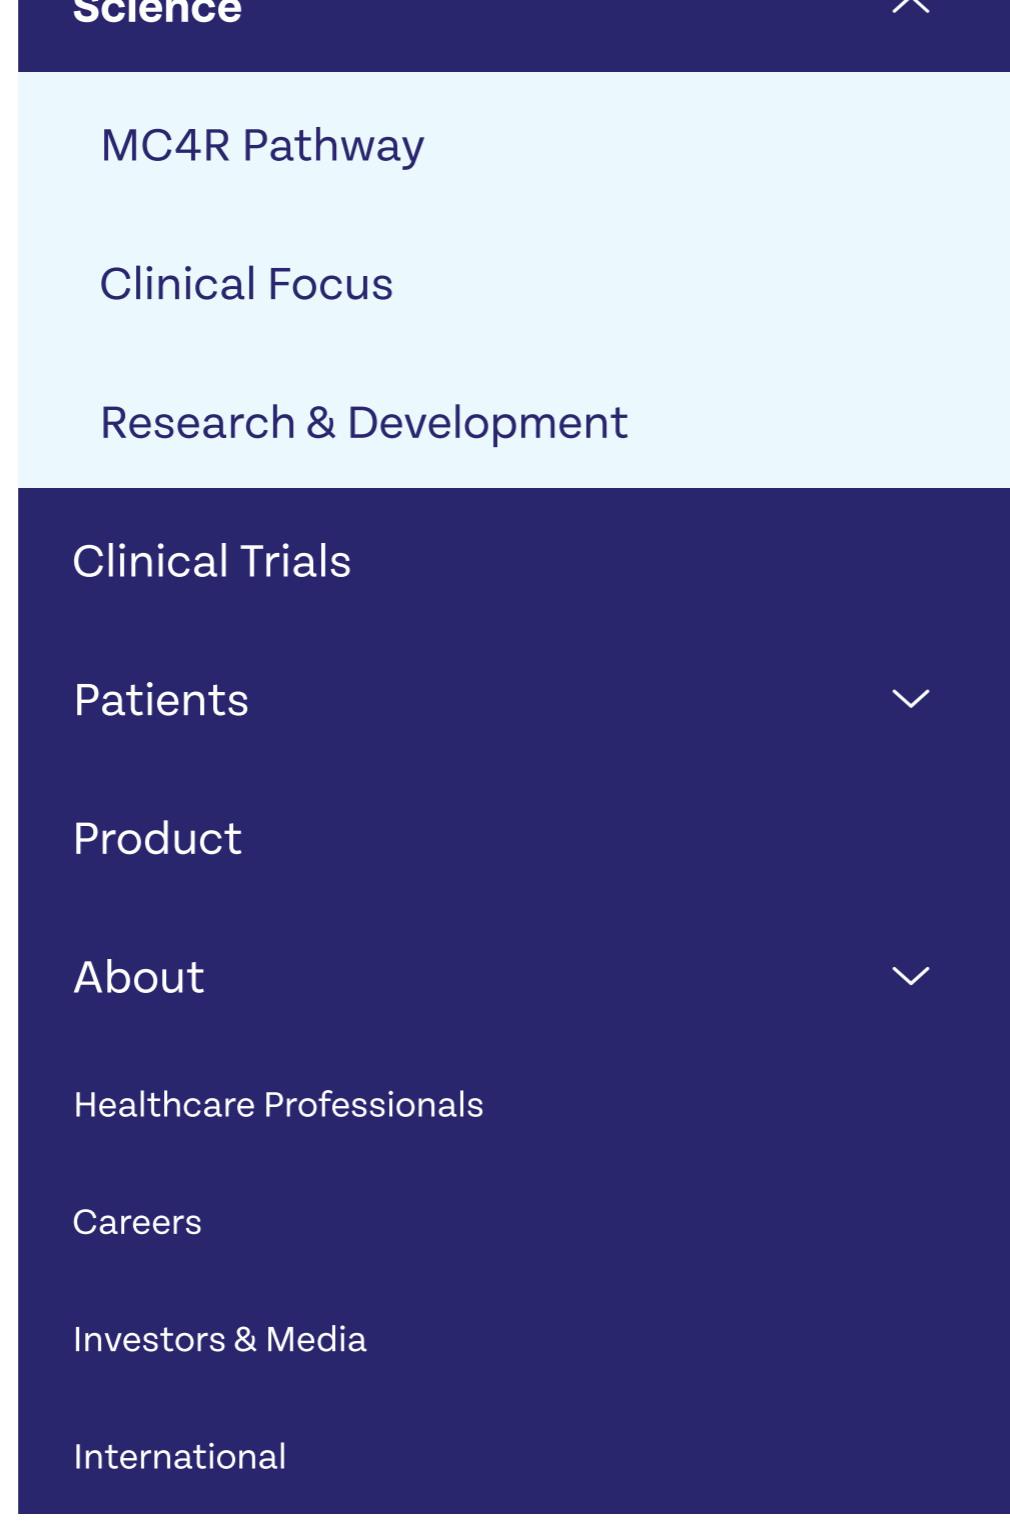 Science
MC4R Pathway
Clinical Focus
Research & Development
Clinical Trials
Patients
Product
About
Healthcare Professionals
Careers
Investors & Media
International